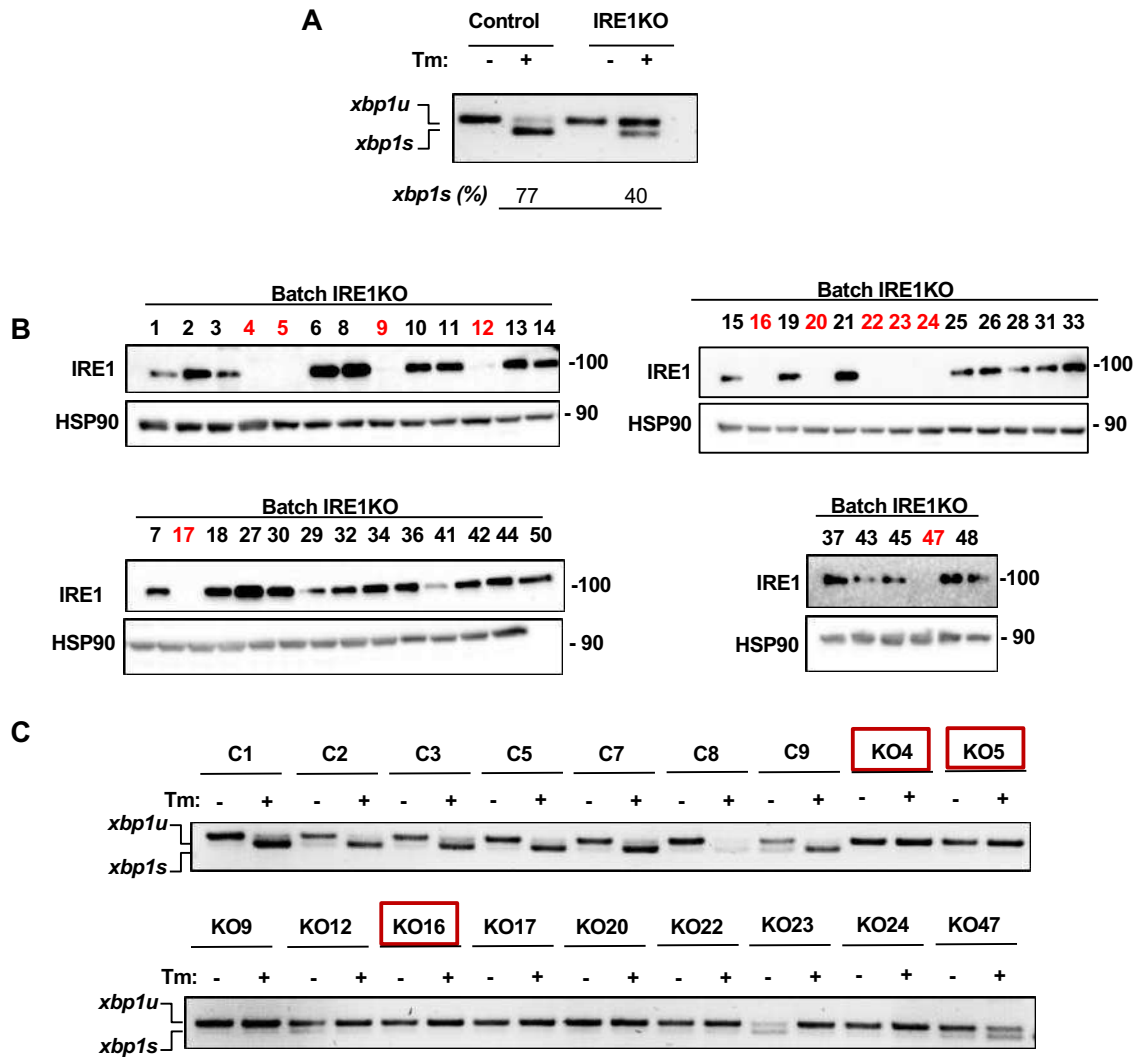 A
Control IRE1KO
Tm: - + - +
xbp1u
xbp1s
xbp1s (%) 77 40
B
Batch IRE1KO
1 2 3 4 5 6 8 9 10 11 12 13 14
IRE1 -100
HSP90 - 90
Batch IRE1KO
15 16 19 20 21 22 23 24 25 26 28 31 33
IRE1 -100
HSP90 - 90
Batch IRE1KO
7 17 18 27 30 29 32 34 36 41 42 44 50
IRE1 -100
HSP90 - 90
Batch IRE1KO
37 43 45 47 48
IRE1 -100
HSP90 - 90
C
C1 C2 C3 C5 C7 C8 C9 KO4 KO5
Tm: - + - + - + - + - + - + - + - + - +
xbp1u
xbp1s
KO9 KO12 KO16 KO17 KO20 KO22 KO23 KO24 KO47
Tm: - + - + - + - + - + - + - + - + - +
xbp1u
xbp1s